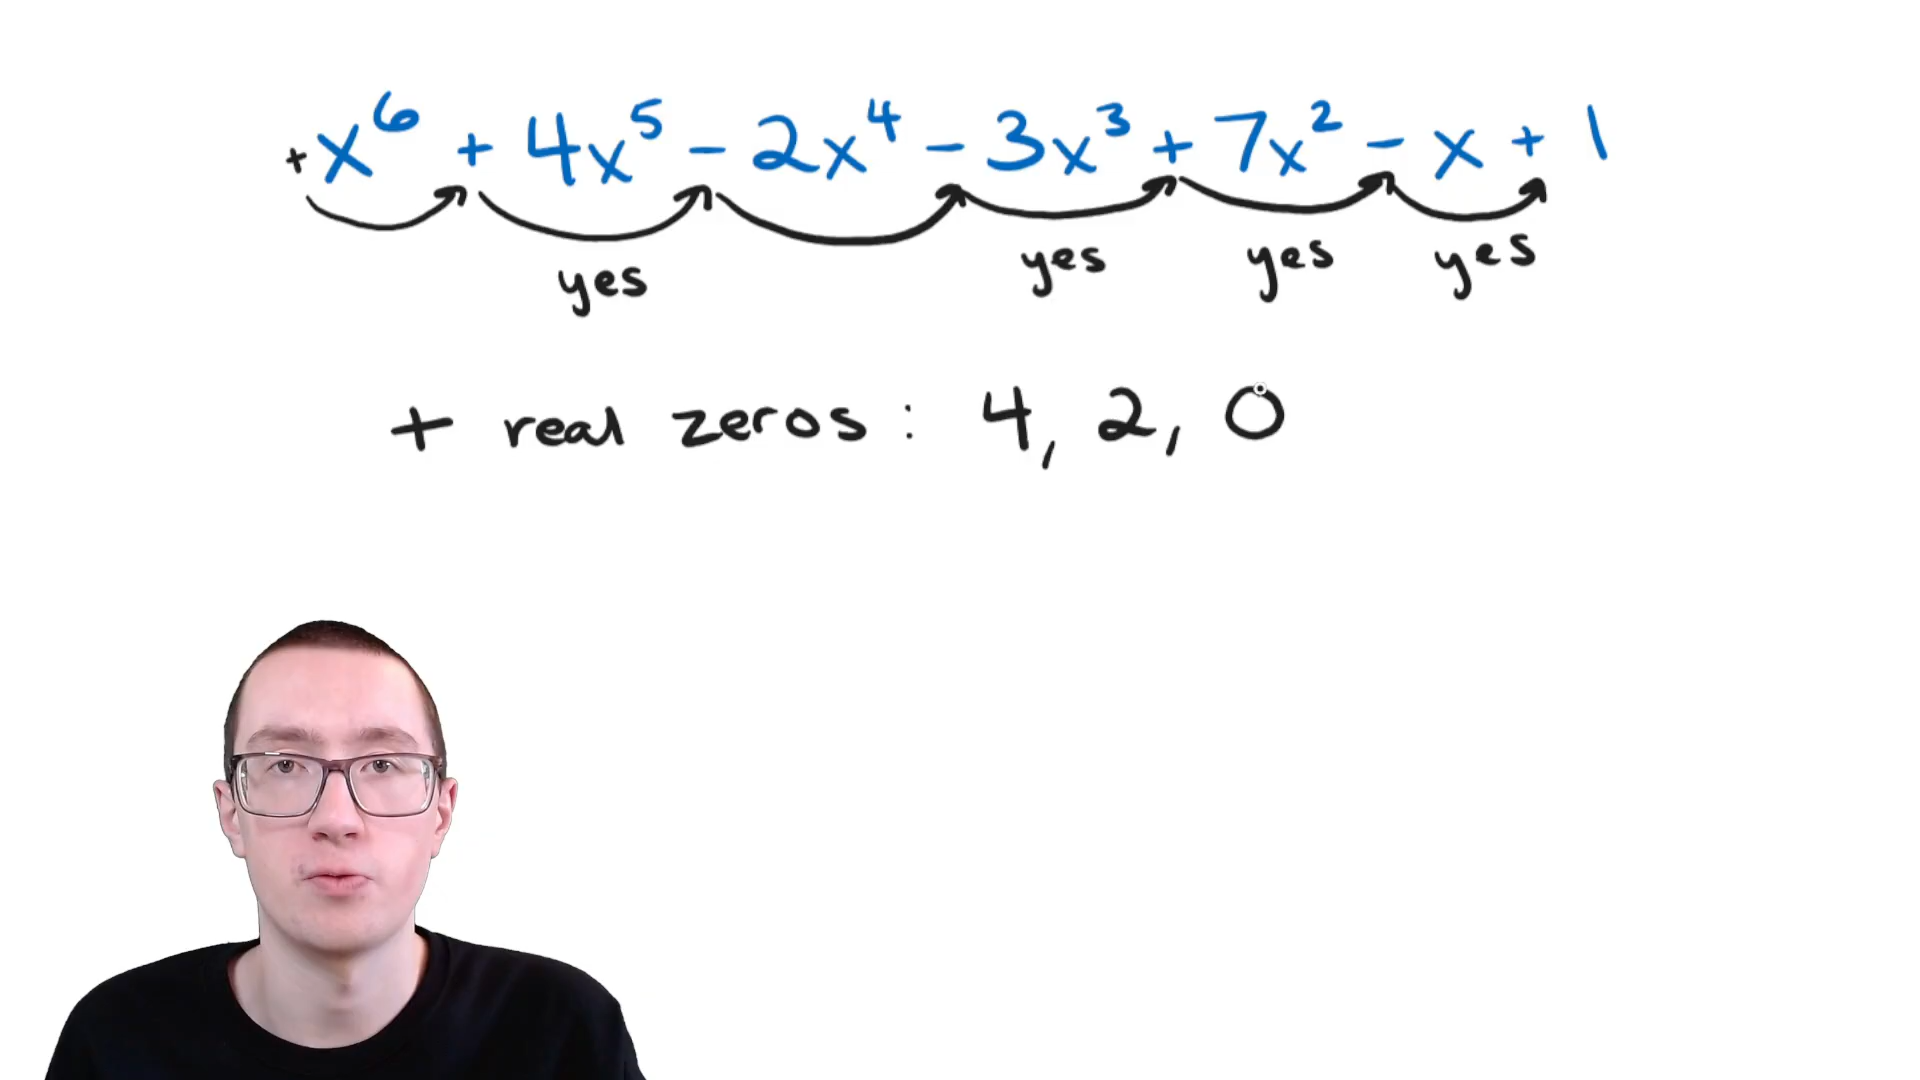 +x⁶ + 4x⁵ - 2x⁴ - 3x³ + 7x² - x + 1
yes yes yes yes
+ real zeros : 4, 2, 0